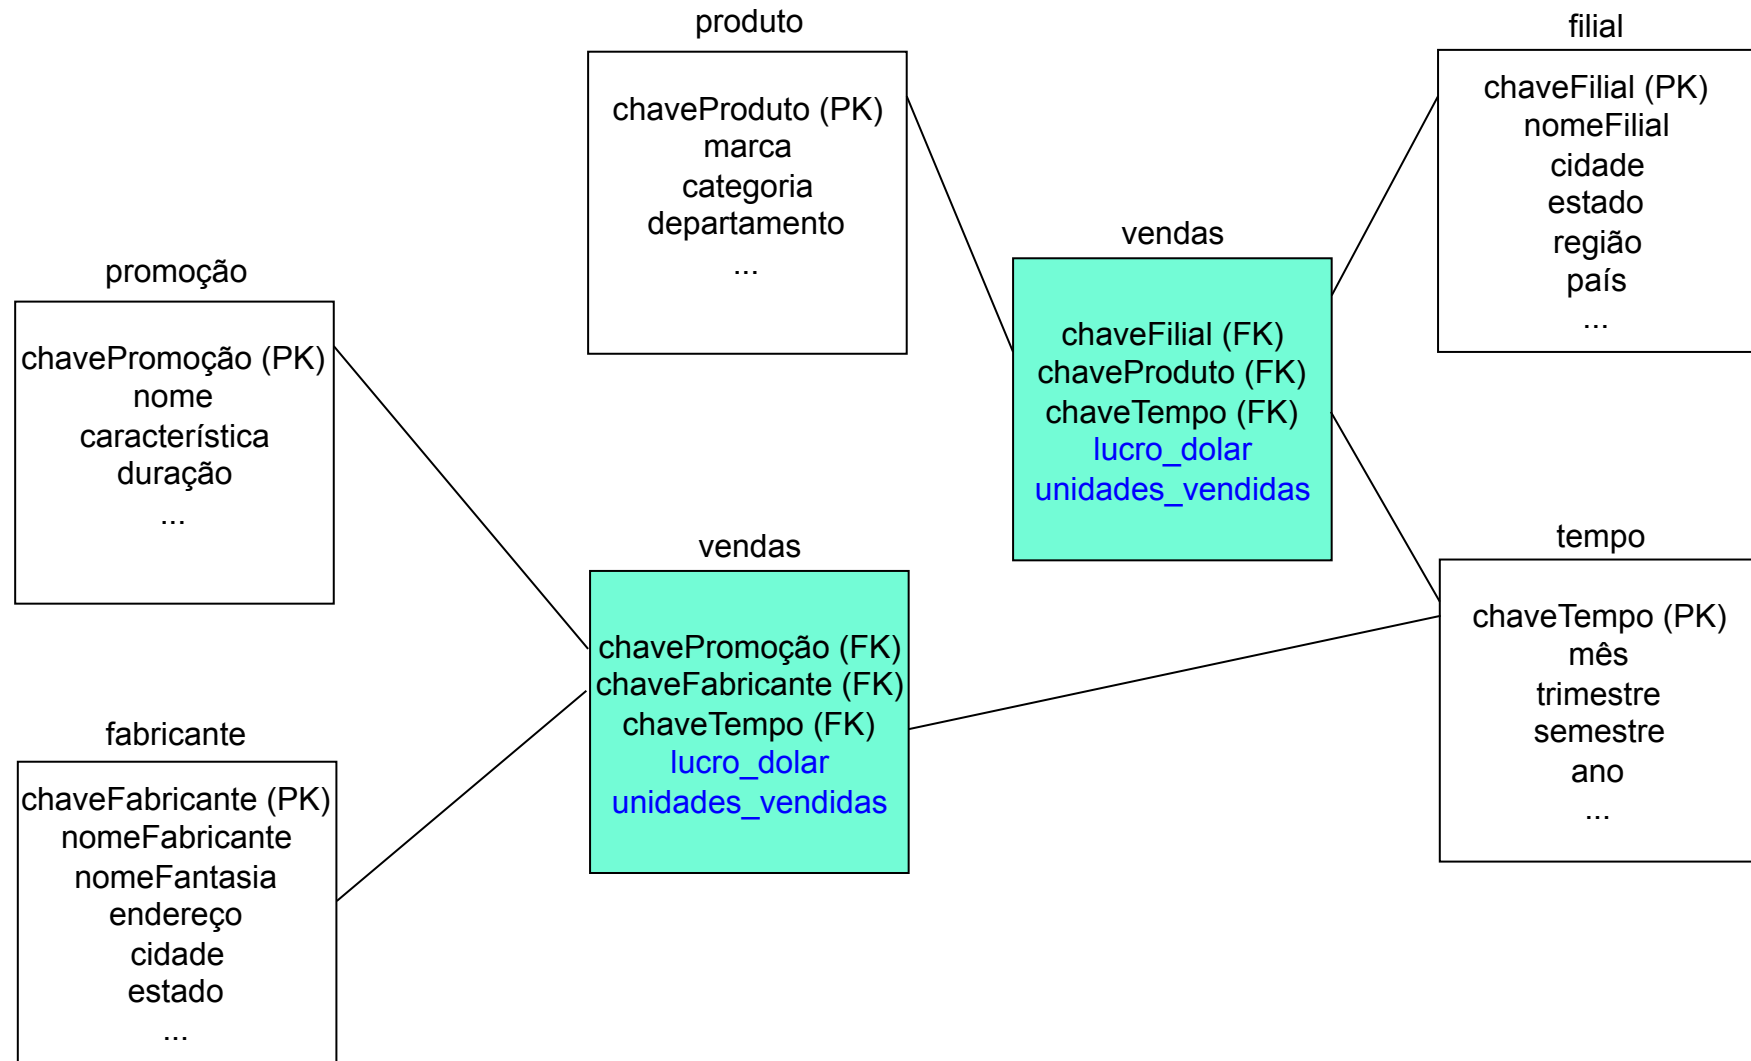 produto
chaveProduto (PK)
marca
categoria
departamento
...
filial
chaveFilial (PK)
nomeFilial
cidade
estado
região
país
...
vendas
chaveFilial (FK)
chaveProduto (FK)
chaveTempo (FK)
lucro_dolar
unidades_vendidas
promoção
chavePromoção (PK)
nome
característica
duração
...
vendas
chavePromoção (FK)
chaveFabricante (FK)
chaveTempo (FK)
lucro_dolar
unidades_vendidas
tempo
chaveTempo (PK)
mês
trimestre
semestre
ano
...
fabricante
chaveFabricante (PK)
nomeFabricante
nomeFantasia
endereço
cidade
estado
...